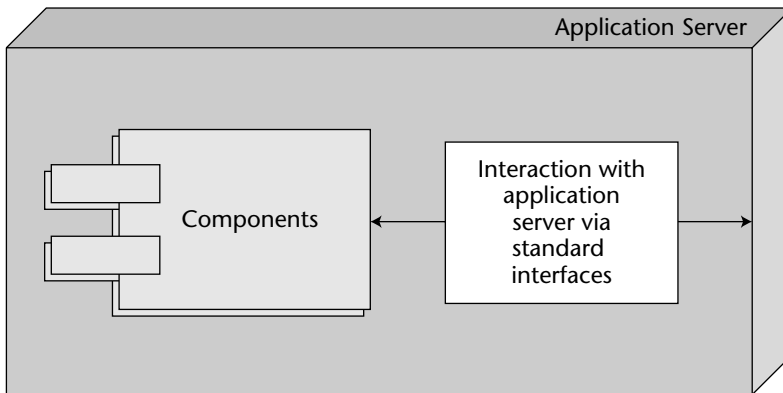 Application Server
Components
Interaction with
application
server via
standard
interfaces